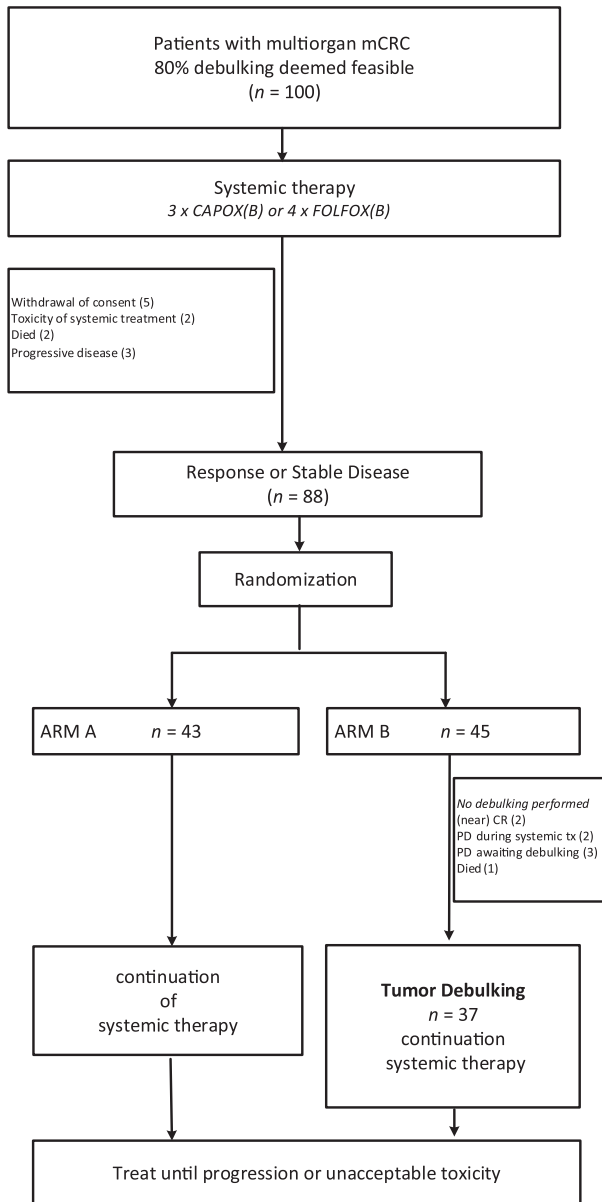 Patients with multiorgan mCRC
80% debulking deemed feasible
(n = 100)
Systemic therapy
3 x CAPOX(B) or 4 x FOLFOX(B)
Withdrawal of consent (5)
Toxicity of systemic treatment (2)
Died (2)
Progressive disease (3)
Response or Stable Disease
(n = 88)
Randomization
ARM A n = 43
ARM B n = 45
No debulking performed
(near) CR (2)
PD during systemic tx (2)
PD awaiting debulking (3)
Died (1)
continuation
of
systemic therapy
Tumor Debulking
n = 37
continuation
systemic therapy
Treat until progression or unacceptable toxicity